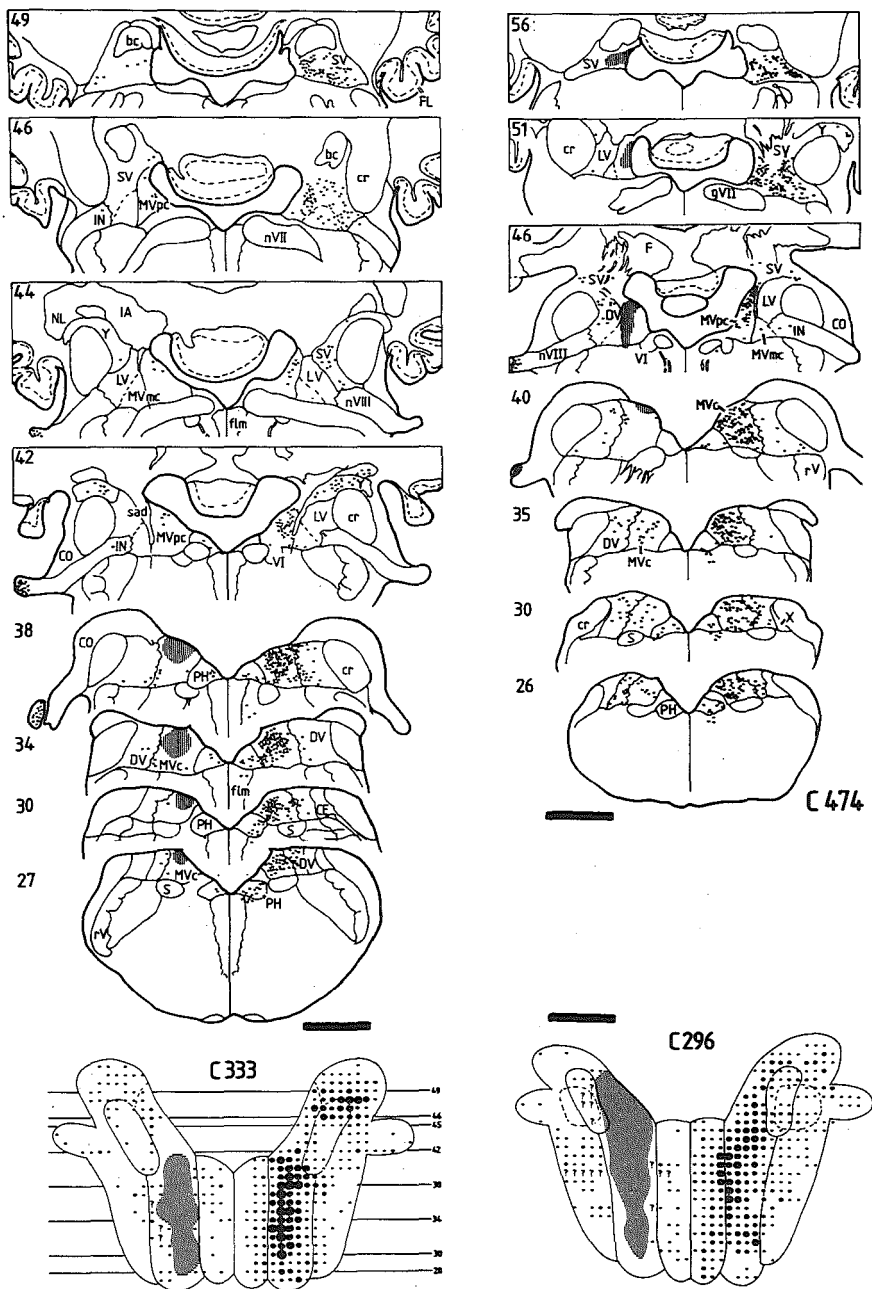 49
bc
SV
FL
46
SV
bc
cr
IN
MVpc
nVII
44
NL
IA
Y
LV
MVmc
SV
LV
nVIII
flm
42
sad
Y
LV
cr
CO
IN
MVpc
VI
38
CO
PH
cr
34
DV
MVc
DV
flm
30
PH
S
CE
27
MVc
DV
S
PH
rV
C333
49
46
45
42
38
34
30
28
56
SV
51
cr
LV
SV
Y
gVII
46
F
SV
SV
DV
LV
CO
MVpc
IN
nVIII
VI
MVmc
40
MVc
rV
35
DV
MVc
30
cr
S
X
26
PH
C474
C296
? ?
?
?
? ? ? ? ?
?
? ?
?
?
?
?